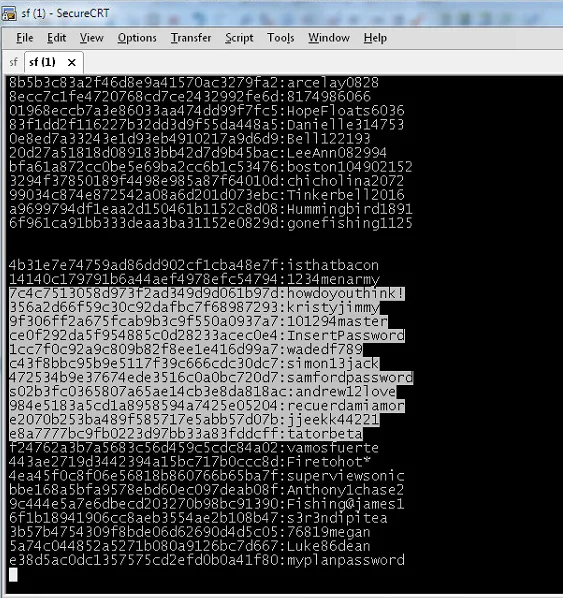 sf (1) - SecureCRT
File Edit View Options Transfer Script Tools Window Help
sf sf (1) ×
8b5b3c83a2f46d8e9a41570ac3279fa2:arcelay0828
8ecc7c1fe4720768cd7ce2432992fe6d:8174986066
01968eccb7a3e86033aa474dd99f7fc5:HopeFloats6036
83f1dd2f116227b32dd3d9f55da448a5:Danielle314753
0e8ed7a33243e1d93eb4910217a9d6d9:Bell122193
20d27a51818d089183bb42d7d9b45bac:LeeAnn082994
bfa61a872cc0be5e69ba2cc6b1c53476:boston104902152
3294f37850189f4498e985a87f64010d:chicholina2072
99034c874e872542a08a6d201d073ebc:Tinkerbell2016
a9699794df1eaa2d150461b1152c8d08:Hummingbird1891
6f961ca91bb333deaa3ba31152e0829d:gonefishing1125
4b31e7e74759ad86dd902cf1cba48e7f:isthatbacon
14140c179791b6a44aef4978efc54794:1234menarmy
7c4c7513058d973f2ad349d9d061b97d:howdoyouthink!
356a2d66f59c30c92dafbc7f68987293:kristyjimmy
9f306ff2a675fcab9b3c9f550a0937a7:101294master
ce0f292da5f954885c0d28233acec0e4:InsertPassword
1cc7f0c92a9c809b82f8ee1e416d99a7:wadedf789
c43f8bbc95b9e5117f39c666cdc30dc7:simon13jack
472534b9e37674ede3516c0a0bc720d7:samfordpassword
s02b3fc0365807a65ae14cb3e8da818ac:andrew12love
984e5183a5cd1a8958594a7425e05204:recuerdamiamor
e2070b253ba489f585717e5abb57d07b:jjeekk44221
e8a7777bc9fb0223d97bb33a83fddcff:tatorbeta
f24762a3b7a5683c56d459c5cdc84a02:vamosfuerte
443ae2719d3442394a15bc717b0ccc8d:Firetohot*
4ea45f0c8f06e56818b860766b65ba7f:superviewsonic
bbe168a5bfa9578ebd60ec097deab08f:Anthony1chase2
9c444e5a7e6dbecd203270b98bc91390:Fishing@james1
6f1b18941906cc8aeb3554ae2b108b47:s3r3ndipitea
3b57b4754309f8bde06d62690d4d5c05:76819megan
5a74c044852a5271b080a9126bc7d667:Luke86dean
e38d5ac0dc1357575cd2efd0b0a41f80:myplanpassword